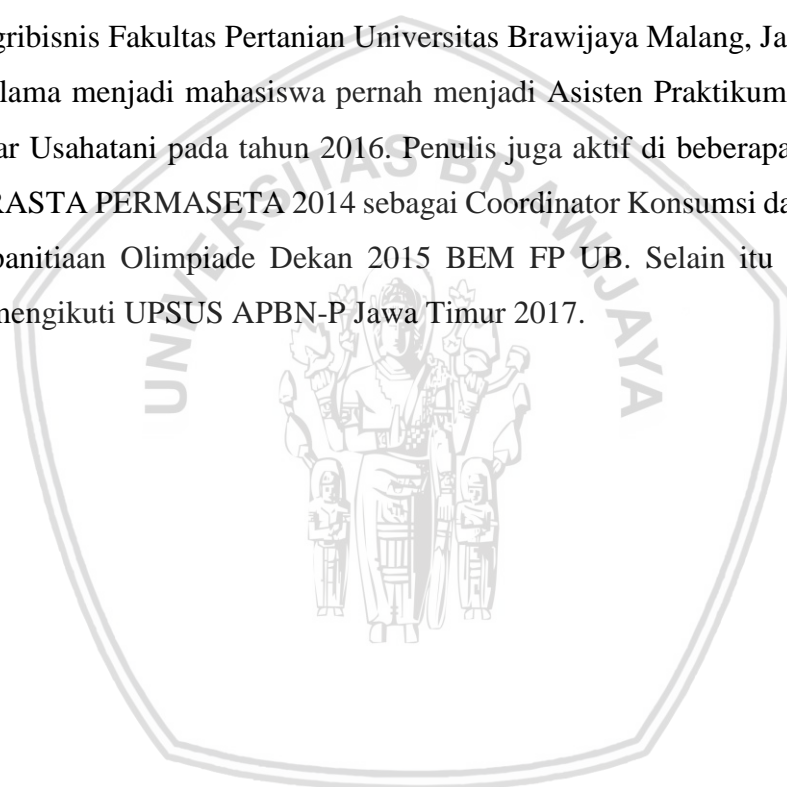 gribisnis Fakultas Pertanian Universitas Brawijaya Malang, Ja
lama menjadi mahasiswa pernah menjadi Asisten Praktikum
ar Usahatani pada tahun 2016. Penulis juga aktif di beberapa
RASTA PERMASETA 2014 sebagai Coordinator Konsumsi da
panitiaan Olimpiade Dekan 2015 BEM FP UB. Selain itu
mengikuti UPSUS APBN-P Jawa Timur 2017.
UNIVERSITAS BRAWIJAYA